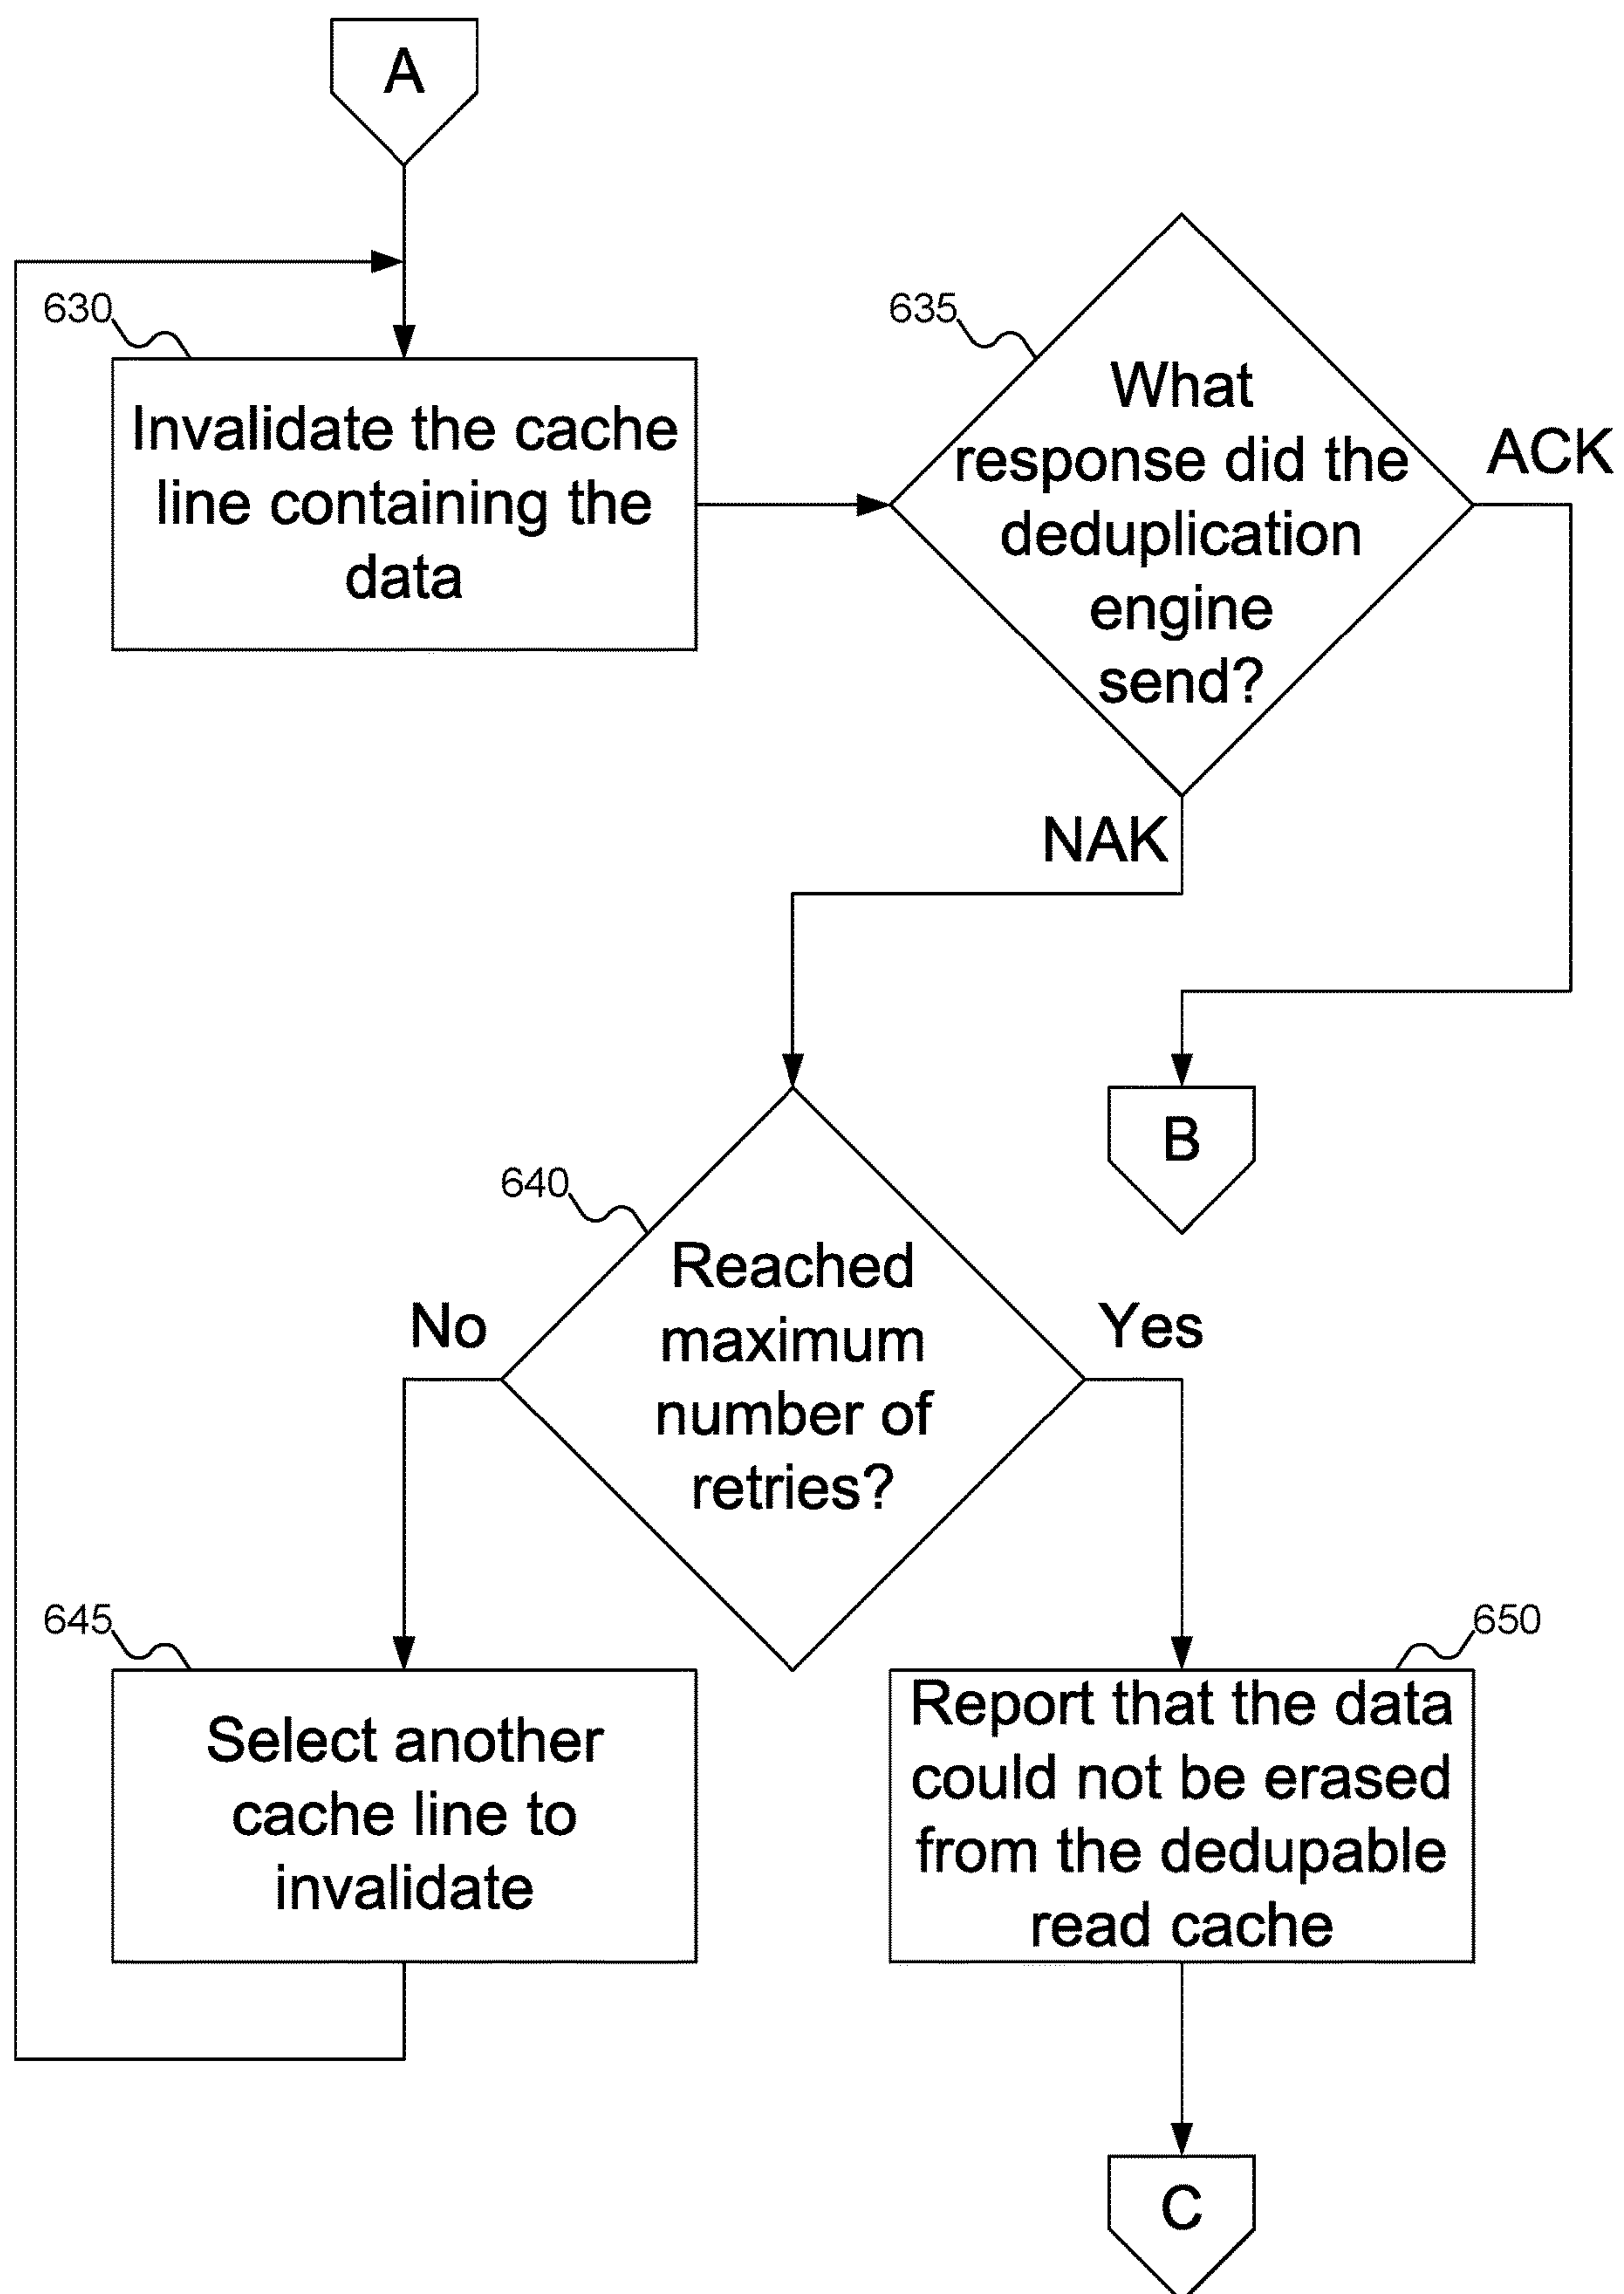 A
630
Invalidate the cache
line containing the
data
635
What
response did the
deduplication
engine
send?
ACK
NAK
B
640
Reached
maximum
number of
retries?
No
Yes
645
Select another
cache line to
invalidate
650
Report that the data
could not be erased
from the dedupable
read cache
C